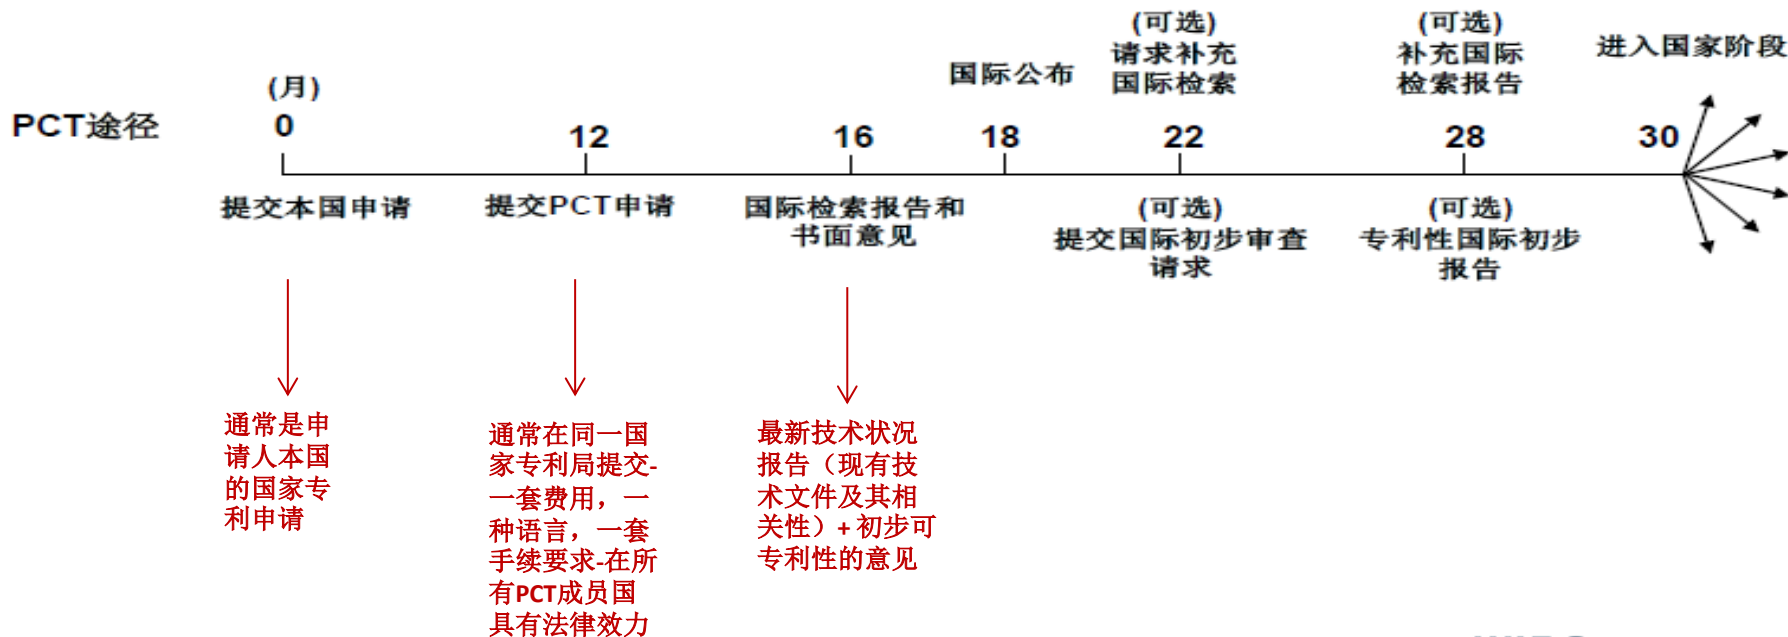 PCT途径
(月)
0
12
16
18
22
28
30
国际公布
(可选)
请求补充
国际检索
(可选)
补充国际
检索报告
进入国家阶段
提交本国申请
提交PCT申请
国际检索报告和
书面意见
(可选)
提交国际初步审查
请求
(可选)
专利性国际初步
报告
通常是申
请人本国
的国家专
利申请
通常在同一国
家专利局提交-
一套费用，一
种语言，一套
手续要求-在所
有PCT成员国
具有法律效力
最新技术状况
报告（现有技
术文件及其相
关性）+ 初步可
专利性的意见